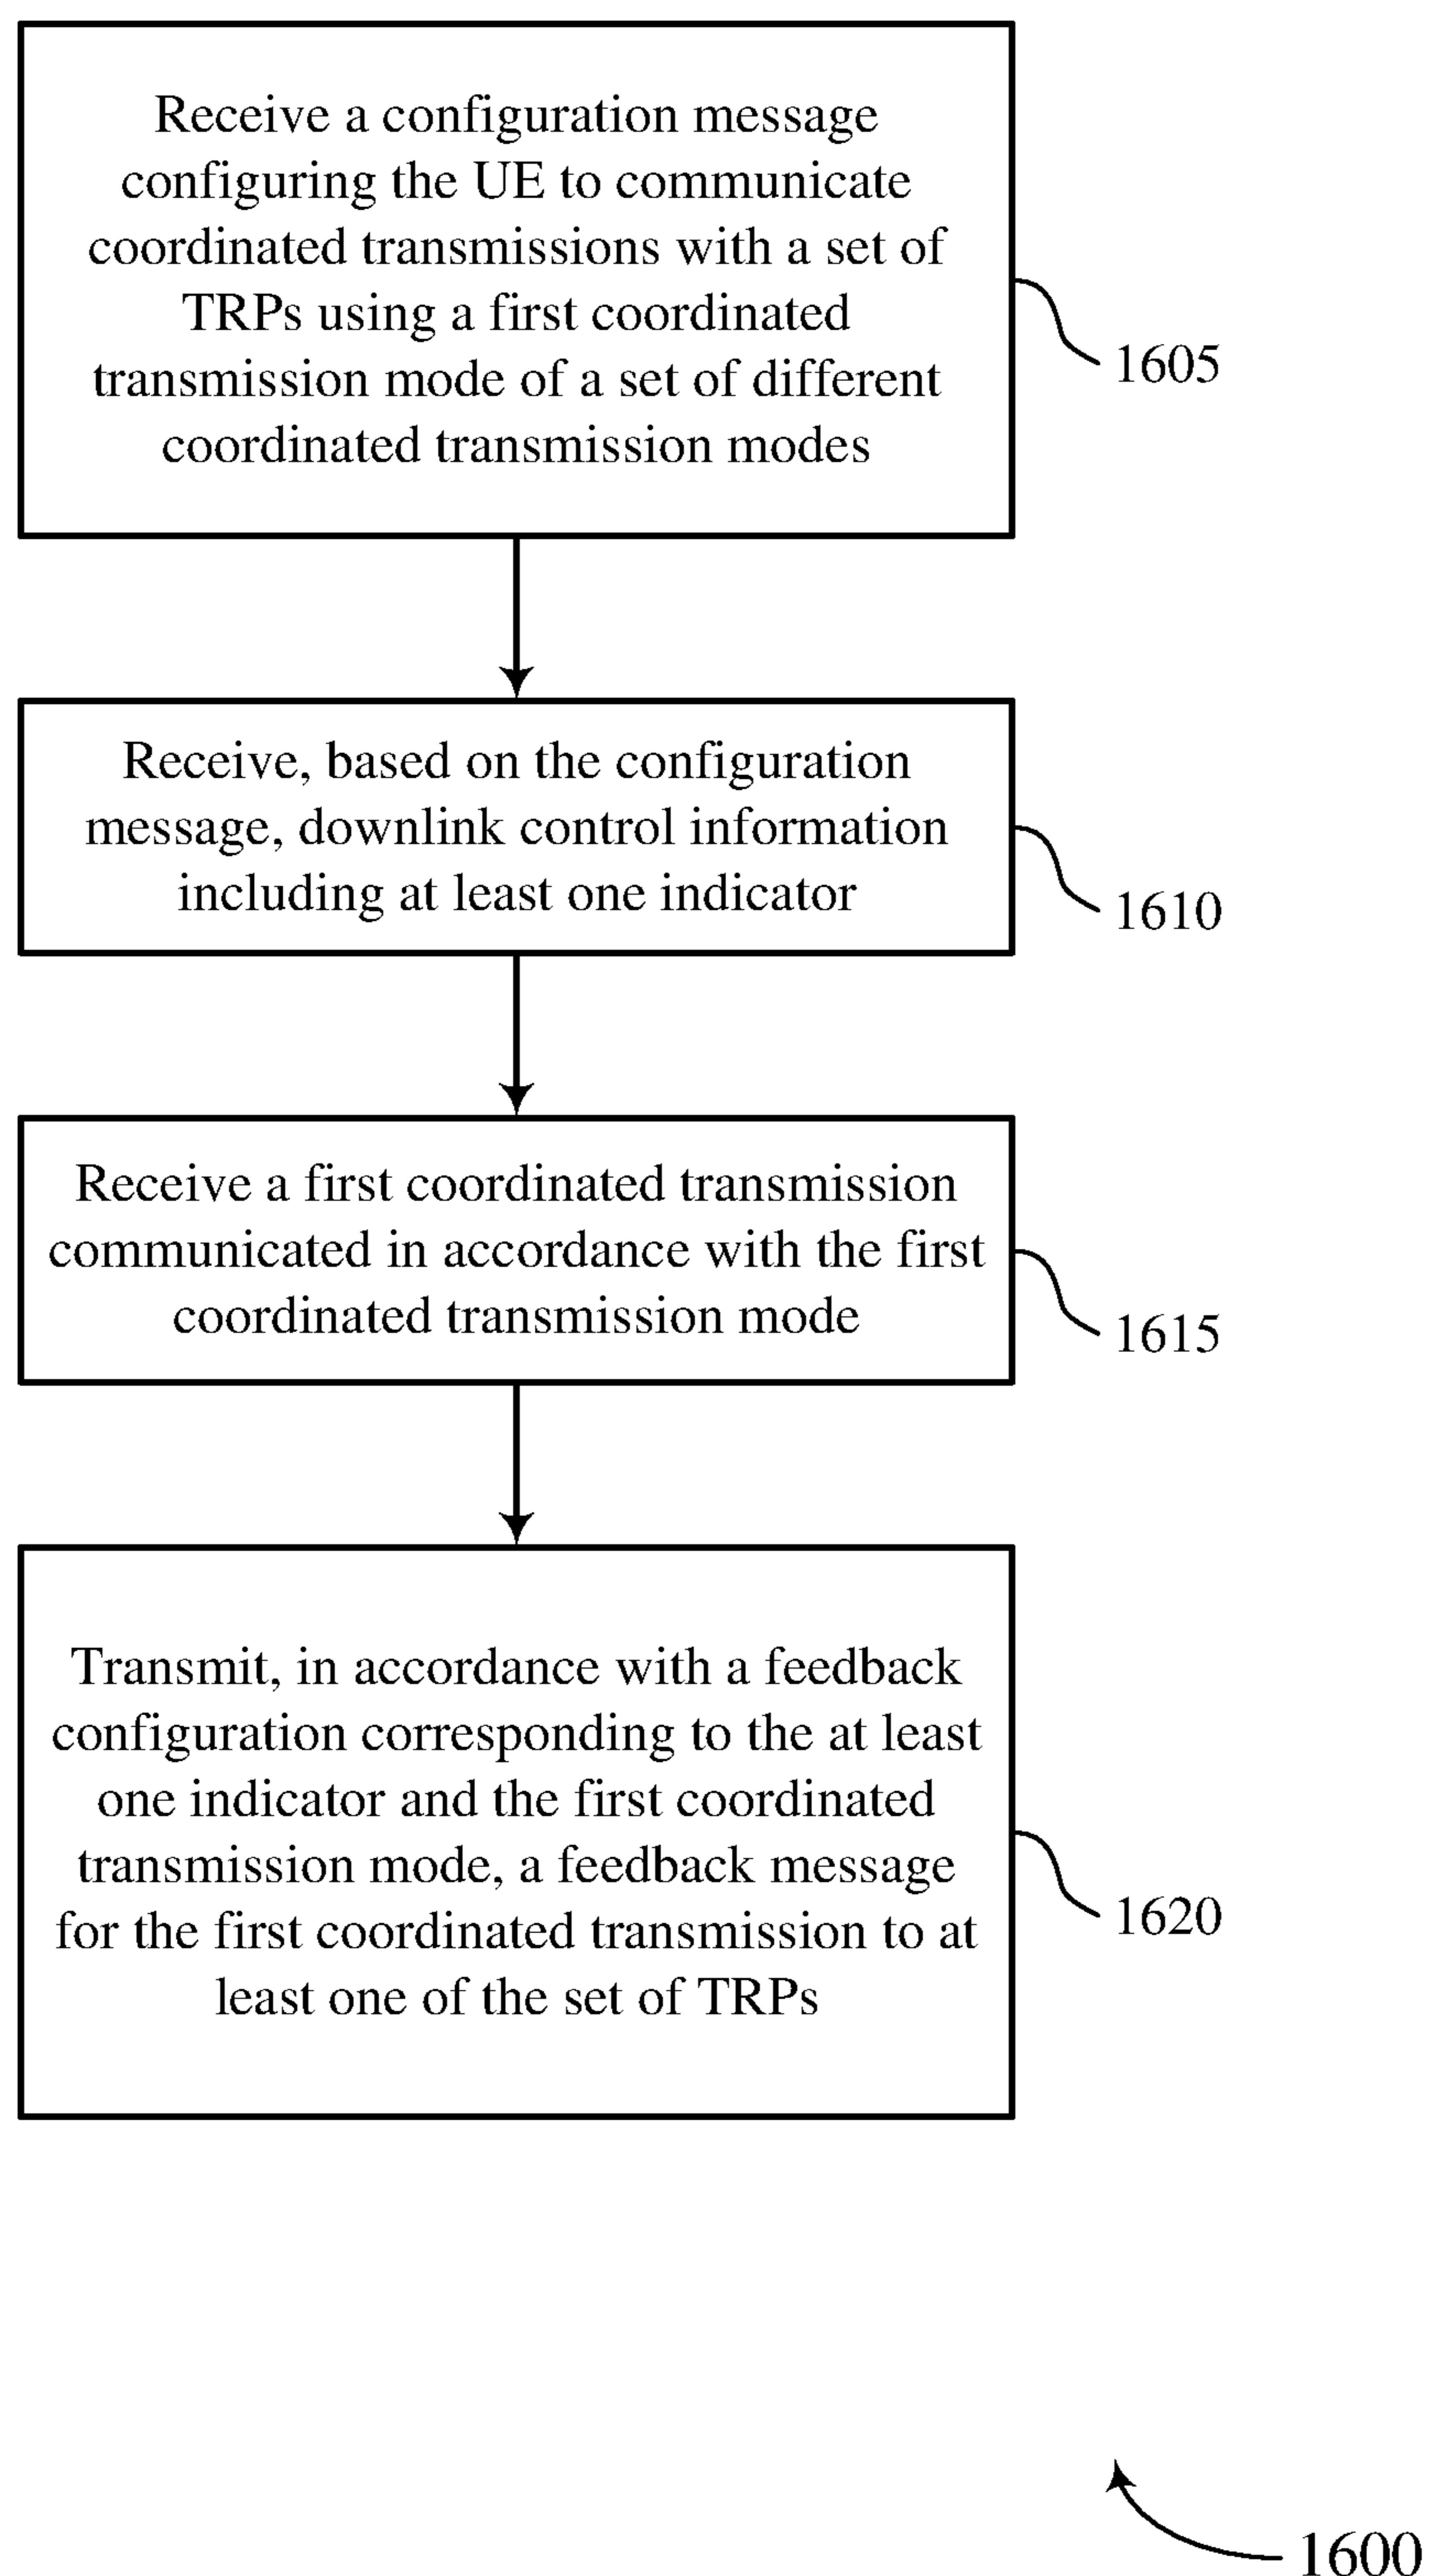 Receive a configuration message
configuring the UE to communicate
coordinated transmissions with a set of
TRPs using a first coordinated
transmission mode of a set of different
coordinated transmission modes
1605
Receive, based on the configuration
message, downlink control information
including at least one indicator
1610
Receive a first coordinated transmission
communicated in accordance with the first
coordinated transmission mode
1615
Transmit, in accordance with a feedback
configuration corresponding to the at least
one indicator and the first coordinated
transmission mode, a feedback message
for the first coordinated transmission to at
least one of the set of TRPs
1620
1600